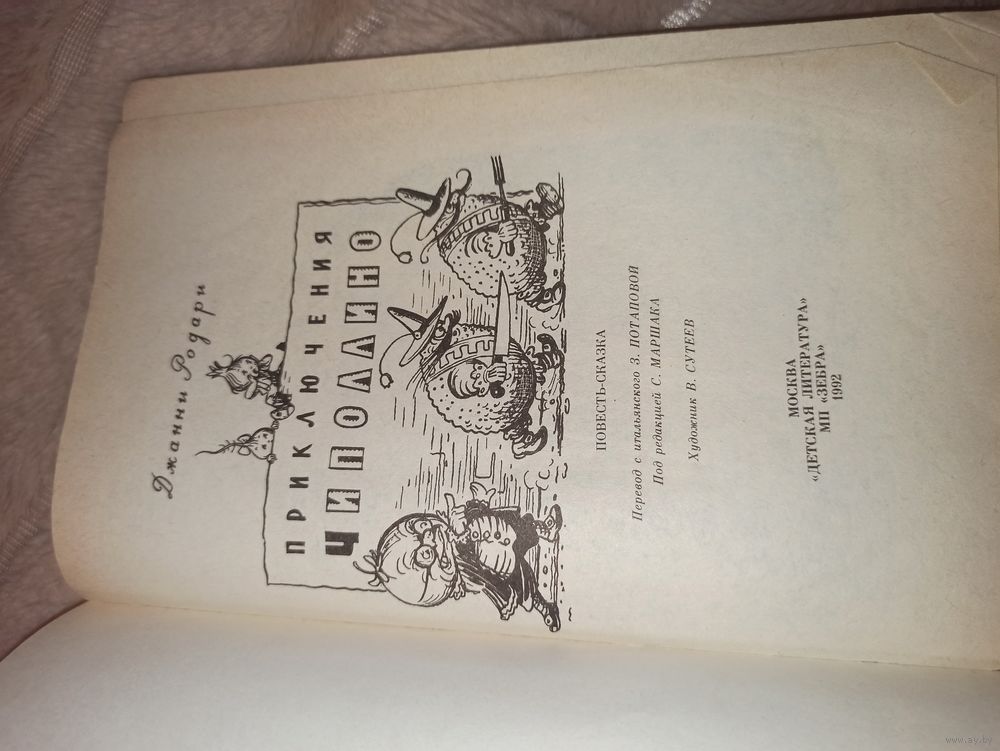 Джанни Родари
ПРИКЛЮЧЕНИЯ
ЧИПОЛЛИНО
ПОВЕСТЬ-СКАЗКА
Перевод с итальянского З. ПОТАПОВОЙ
Под редакцией С. МАРШАКА
Художник В. СУТЕЕВ
МОСКВА
«ДЕТСКАЯ ЛИТЕРАТУРА»
МП «ЗЕБРА»
1992
www.ay.by